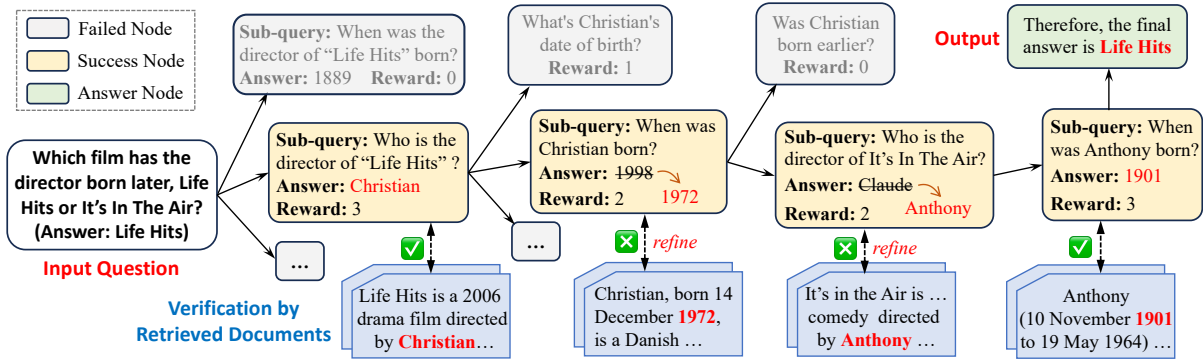 Failed Node
Success Node
Answer Node
Which film has the
director born later, Life
Hits or It's In The Air?
(Answer: Life Hits)
Input Question
Sub-query: When was the
director of "Life Hits" born?
Answer: 1889 Reward: 0
Sub-query: Who is the
director of "Life Hits" ?
Answer: Christian
Reward: 3
...
Verification by
Retrieved Documents
Life Hits is a 2006
drama film directed
by Christian...
What's Christian's
date of birth?
Reward: 1
Sub-query: When was
Christian born?
Answer: 1998
1972
Reward: 2
...
refine
Christian, born 14
December 1972,
is a Danish ...
Was Christian
born earlier?
Reward: 0
Sub-query: Who is the
director of It's In The Air?
Answer: Claude
Anthony
Reward: 2
refine
It's in the Air is ...
comedy directed
by Anthony ...
Output
Therefore, the final
answer is Life Hits
Sub-query: When
was Anthony born?
Answer: 1901
Reward: 3
Anthony
(10 November 1901
to 19 May 1964) ...